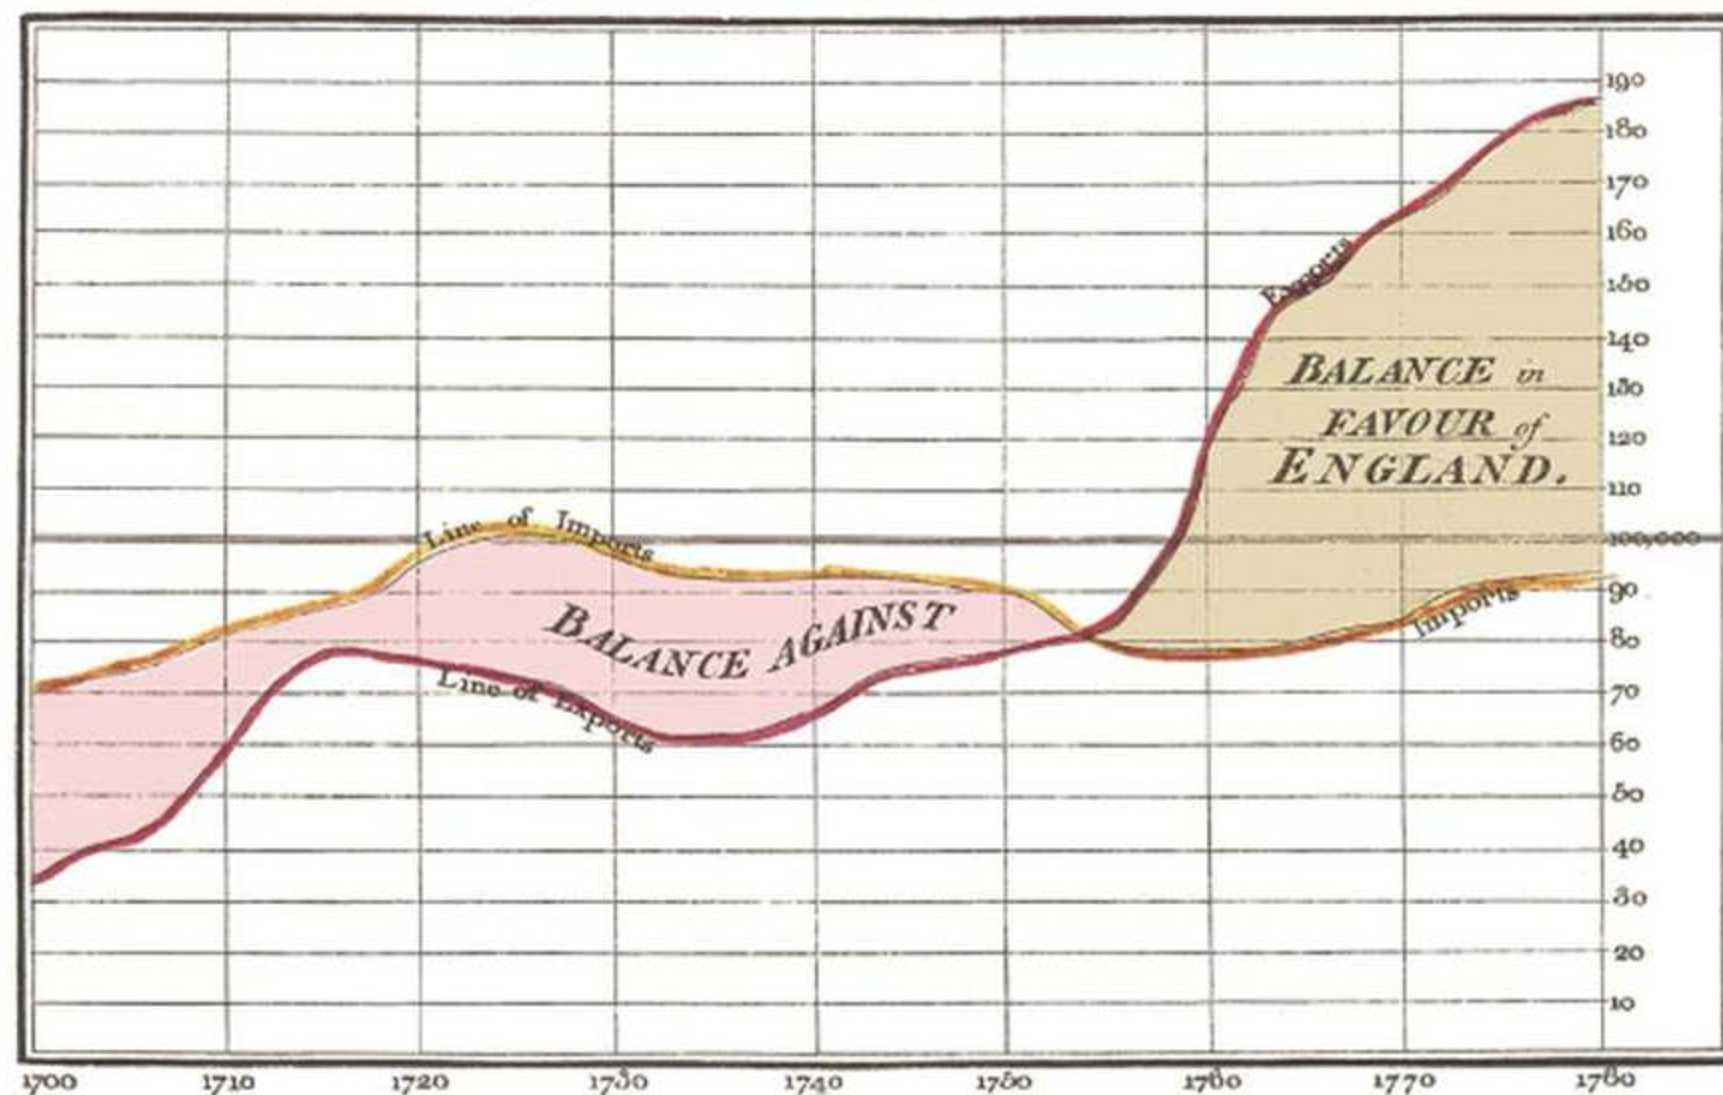 190
180
170
160
150
140
130
120
110
100,000
90
80
70
60
50
40
30
20
10
Exports
BALANCE in
FAVOUR of
ENGLAND.
Line of Imports
BALANCE AGAINST
Imports
Line of Exports
1700 1710 1720 1730 1740 1750 1760 1770 1780